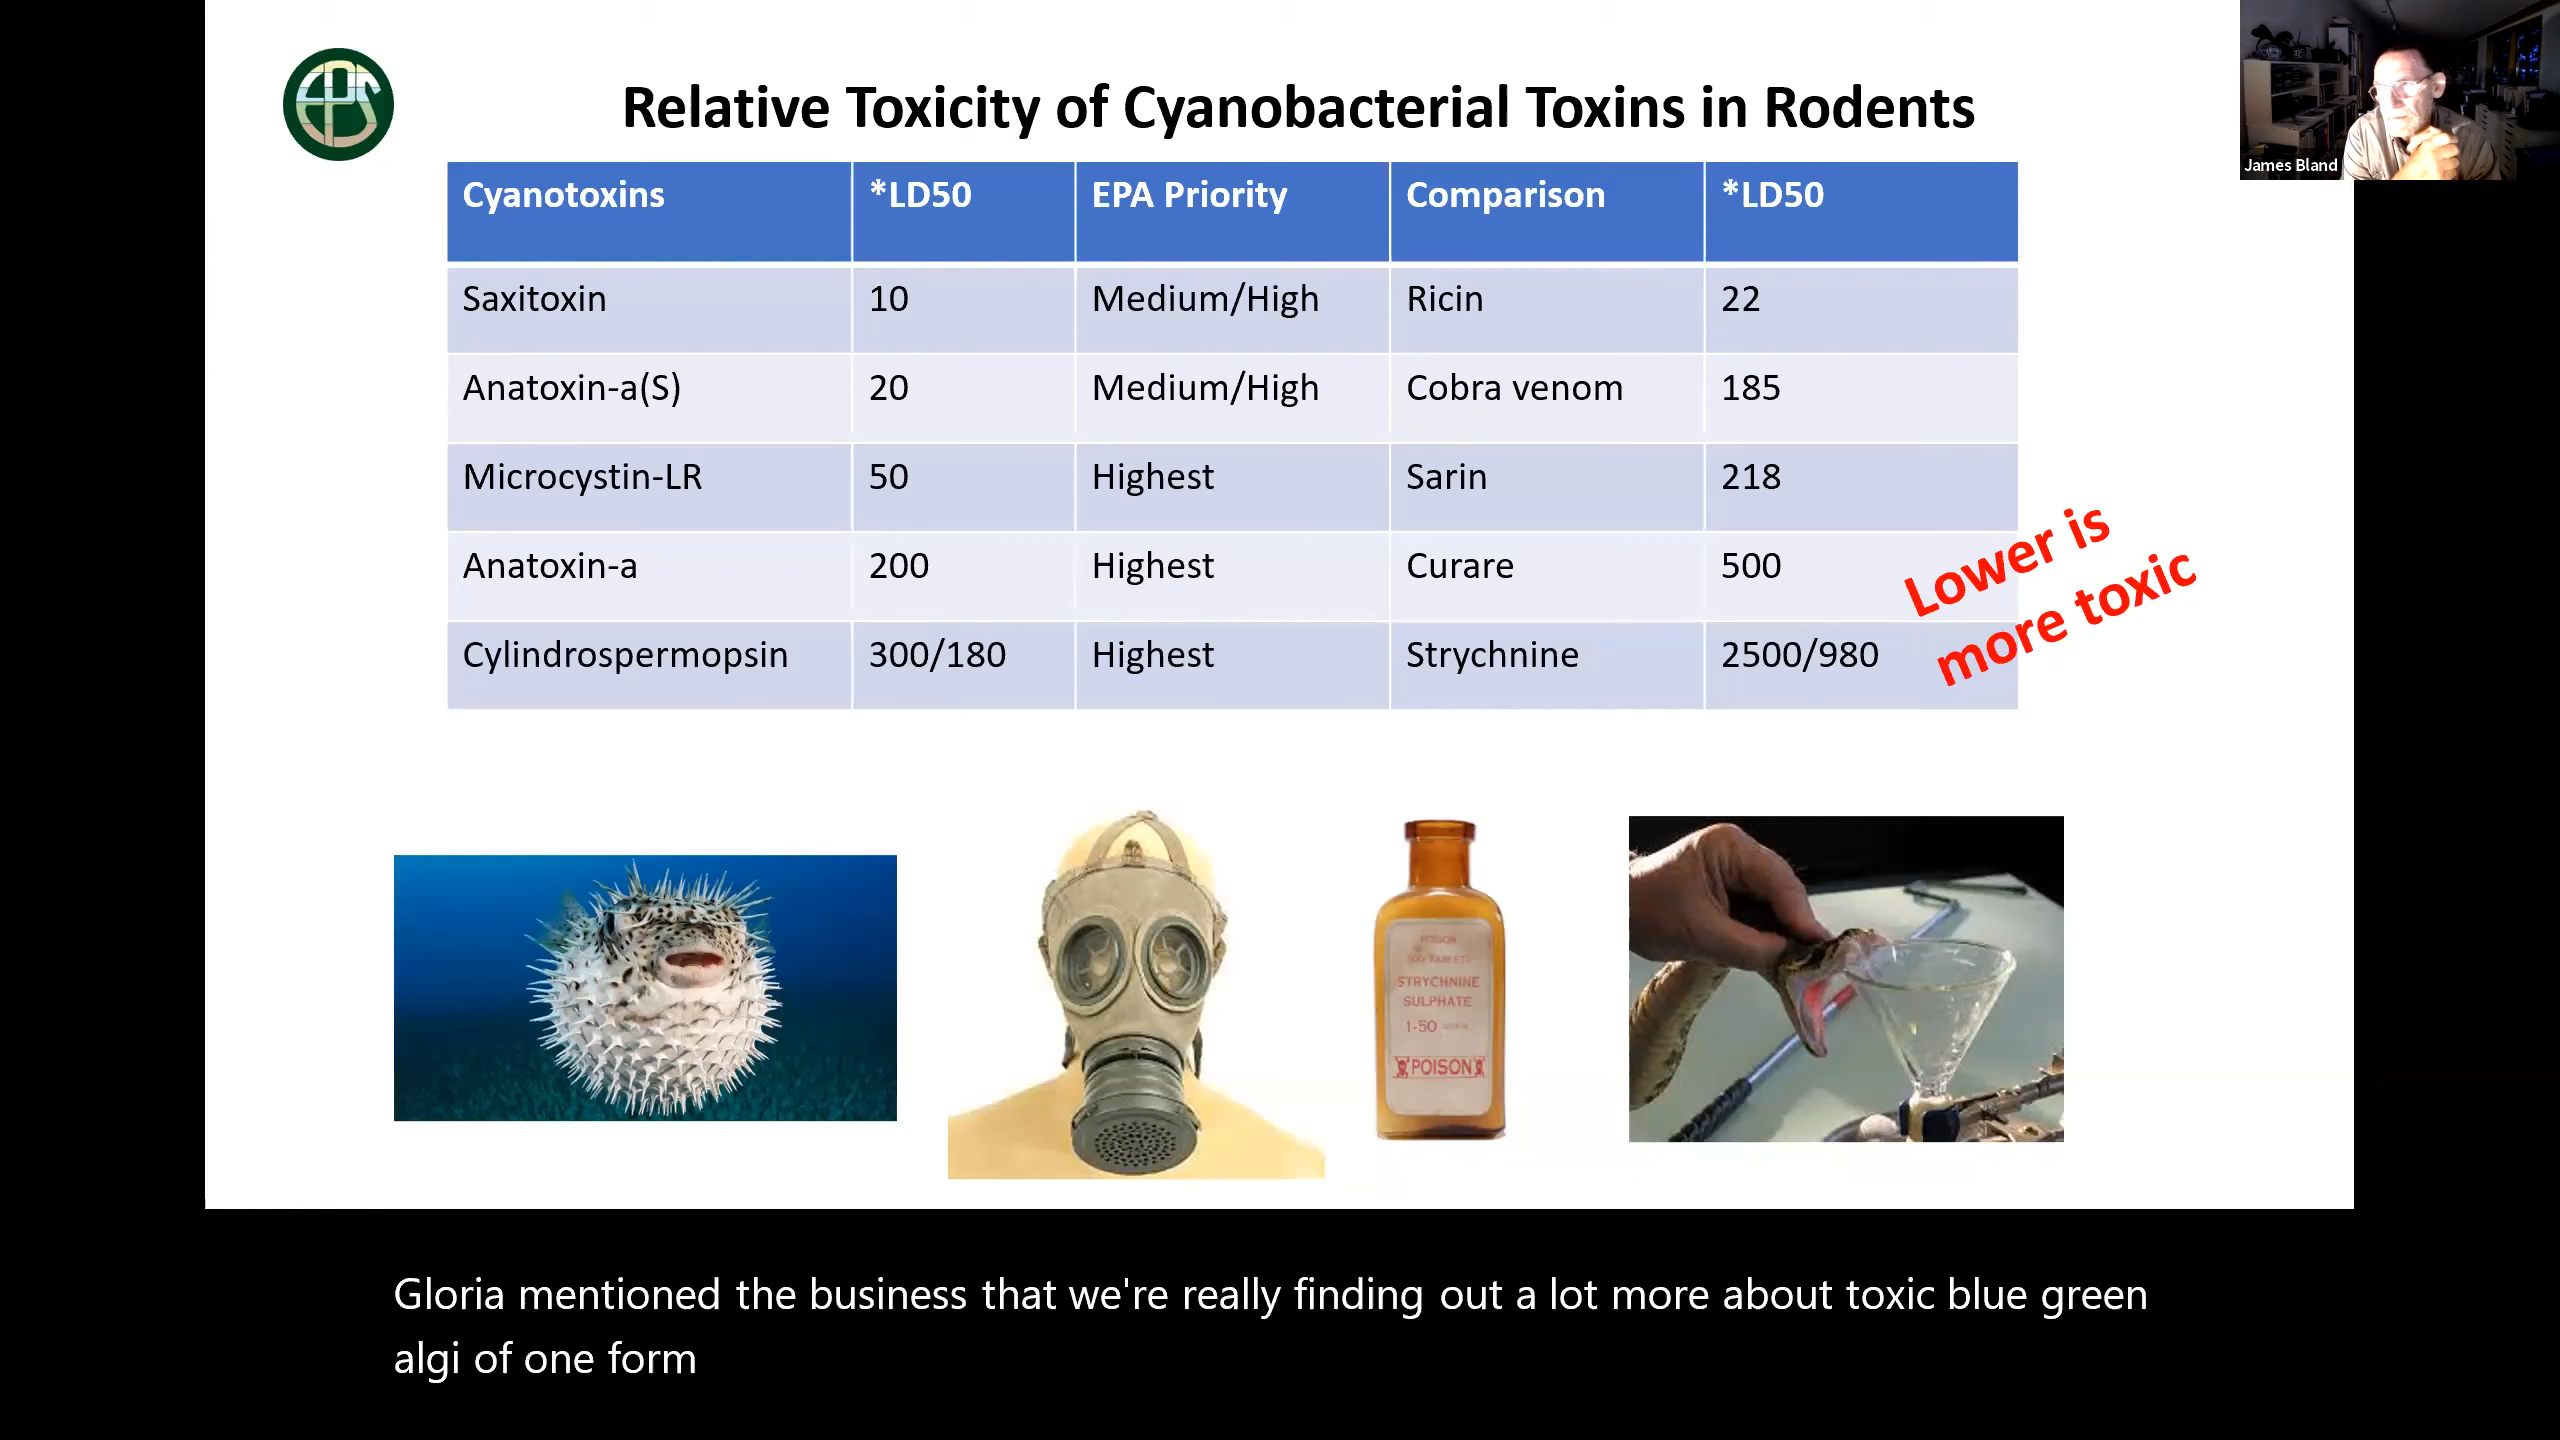 EPS
Relative Toxicity of Cyanobacterial Toxins in Rodents
James Bland
Cyanotoxins *LD50 EPA Priority Comparison *LD50
Saxitoxin 10 Medium/High Ricin 22
Anatoxin-a(S) 20 Medium/High Cobra venom 185
Microcystin-LR 50 Highest Sarin 218
Anatoxin-a 200 Highest Curare 500
Cylindrospermopsin 300/180 Highest Strychnine 2500/980
Lower is
more toxic
POISON
TABLETS
STRYCHNINE
SULPHATE
1-50
POISON
Gloria mentioned the business that we're really finding out a lot more about toxic blue green
algi of one form